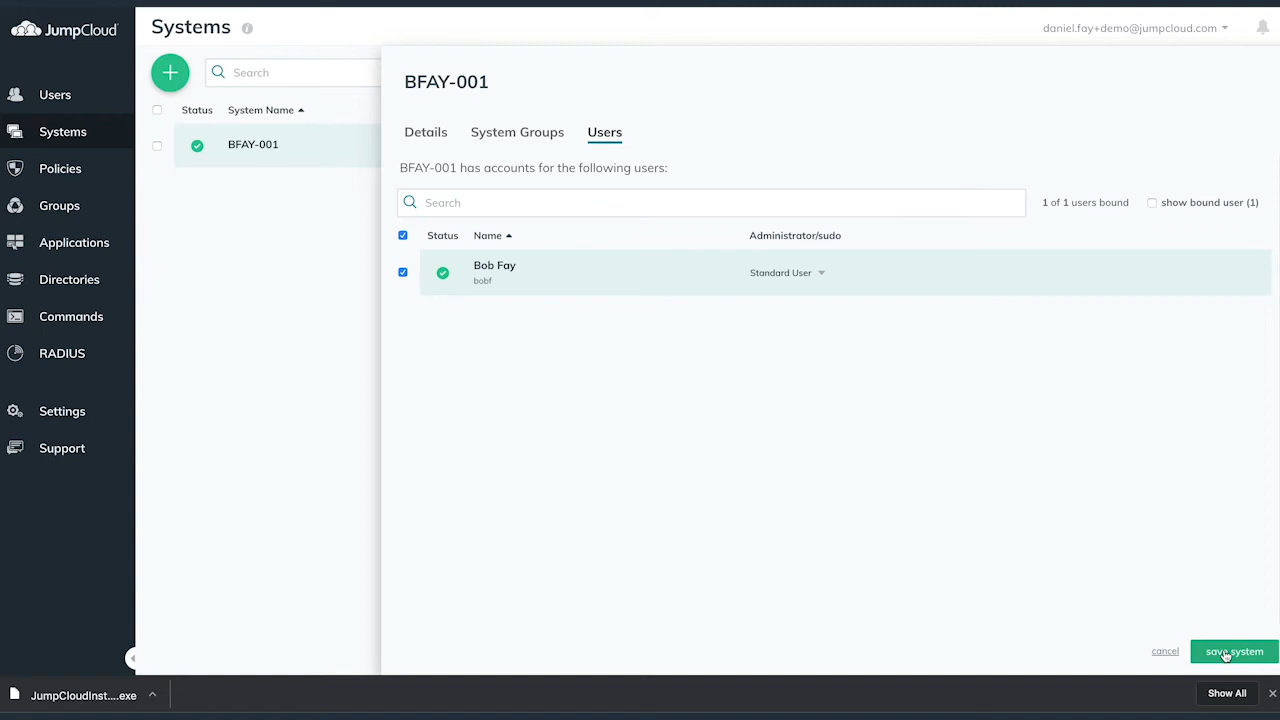 JumpCloud
Users
Systems
Policies
Groups
Applications
Directories
Commands
RADIUS
Settings
Support
Systems
daniel.fay+demo@jumpcloud.com
Search
Status System Name
BFAY-001
BFAY-001
Details System Groups Users
BFAY-001 has accounts for the following users:
Search
1 of 1 users bound
show bound user (1)
Status Name Administrator/sudo
Bob Fay
bobf
Standard User
cancel
save system
JumpCloudInst....exe
Show All